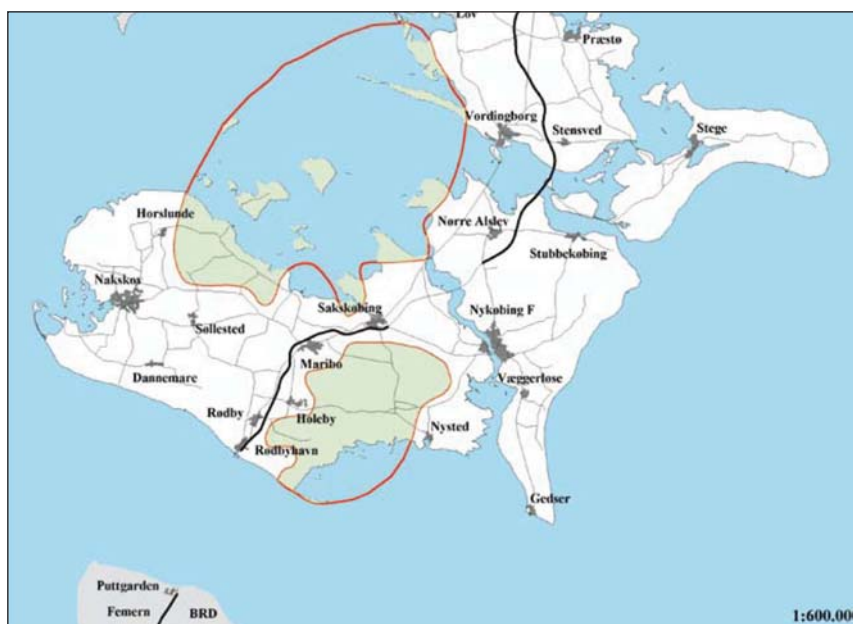 Præstø
Vordingborg
Stensved
Stege
Horslunde
Nørre Alslev
Stubbekøbing
Nakskov
Sakskøbing
Nykøbing F
Søllested
Maribo
Dannemare
Væggerløse
Rødby
Holeby
Nysted
Rødbyhavn
Gedser
Puttgarden
Femern BRD